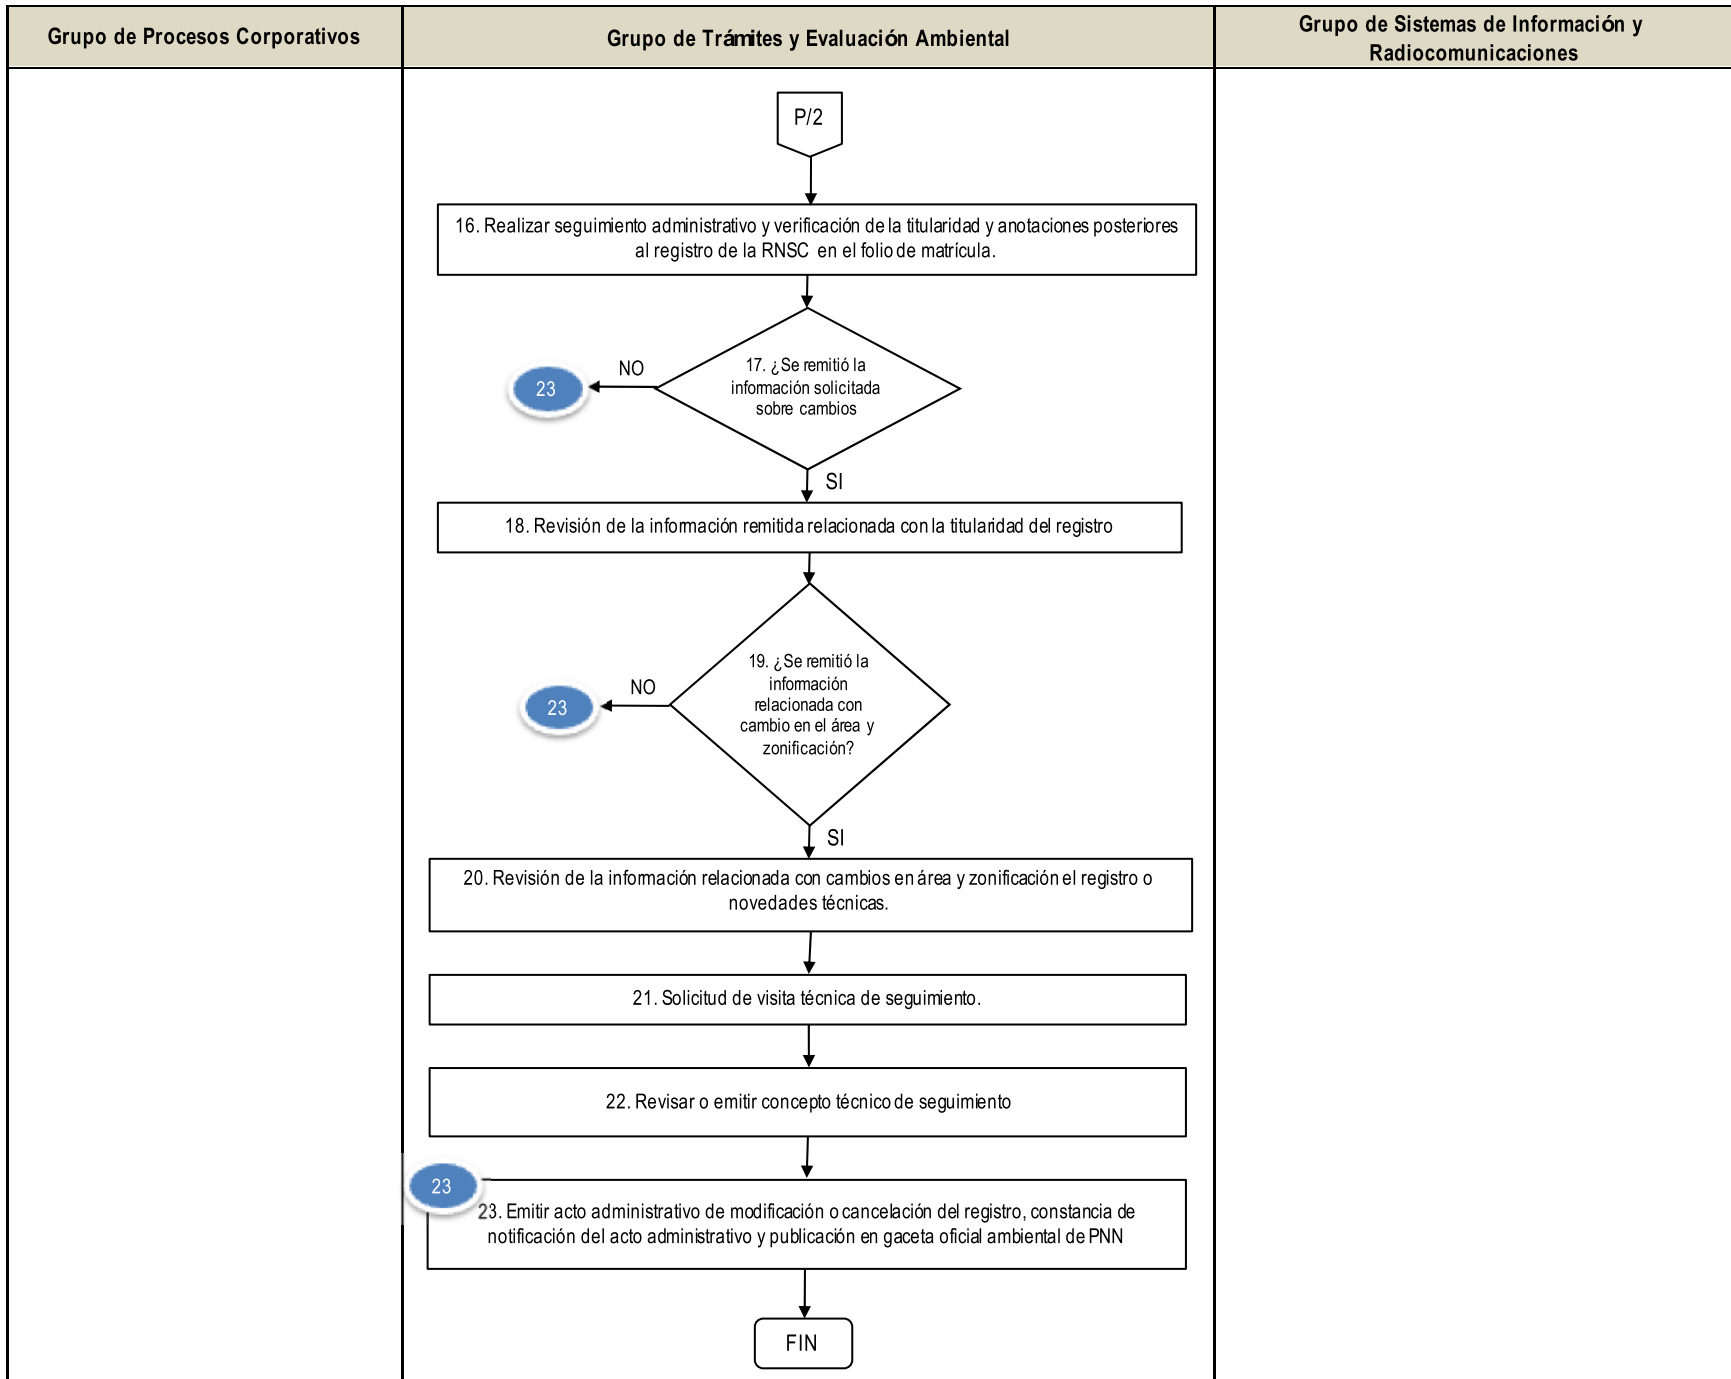 Grupo de Procesos Corporativos
Grupo de Trámites y Evaluación Ambiental
Grupo de Sistemas de Información y
Radiocomunicaciones
P/2
16. Realizar seguimiento administrativo y verificación de la titularidad y anotaciones posteriores
al registro de la RNSC en el folio de matrícula.
17. ¿Se remitió la
información solicitada
sobre cambios
NO
23
SI
18. Revisión de la información remitida relacionada con la titularidad del registro
19. ¿Se remitió la
información
relacionada con
cambio en el área y
zonificación?
NO
23
SI
20. Revisión de la información relacionada con cambios en área y zonificación el registro o
novedades técnicas.
21. Solicitud de visita técnica de seguimiento.
22. Revisar o emitir concepto técnico de seguimiento
23
23. Emitir acto administrativo de modificación o cancelación del registro, constancia de
notificación del acto administrativo y publicación en gaceta oficial ambiental de PNN
FIN